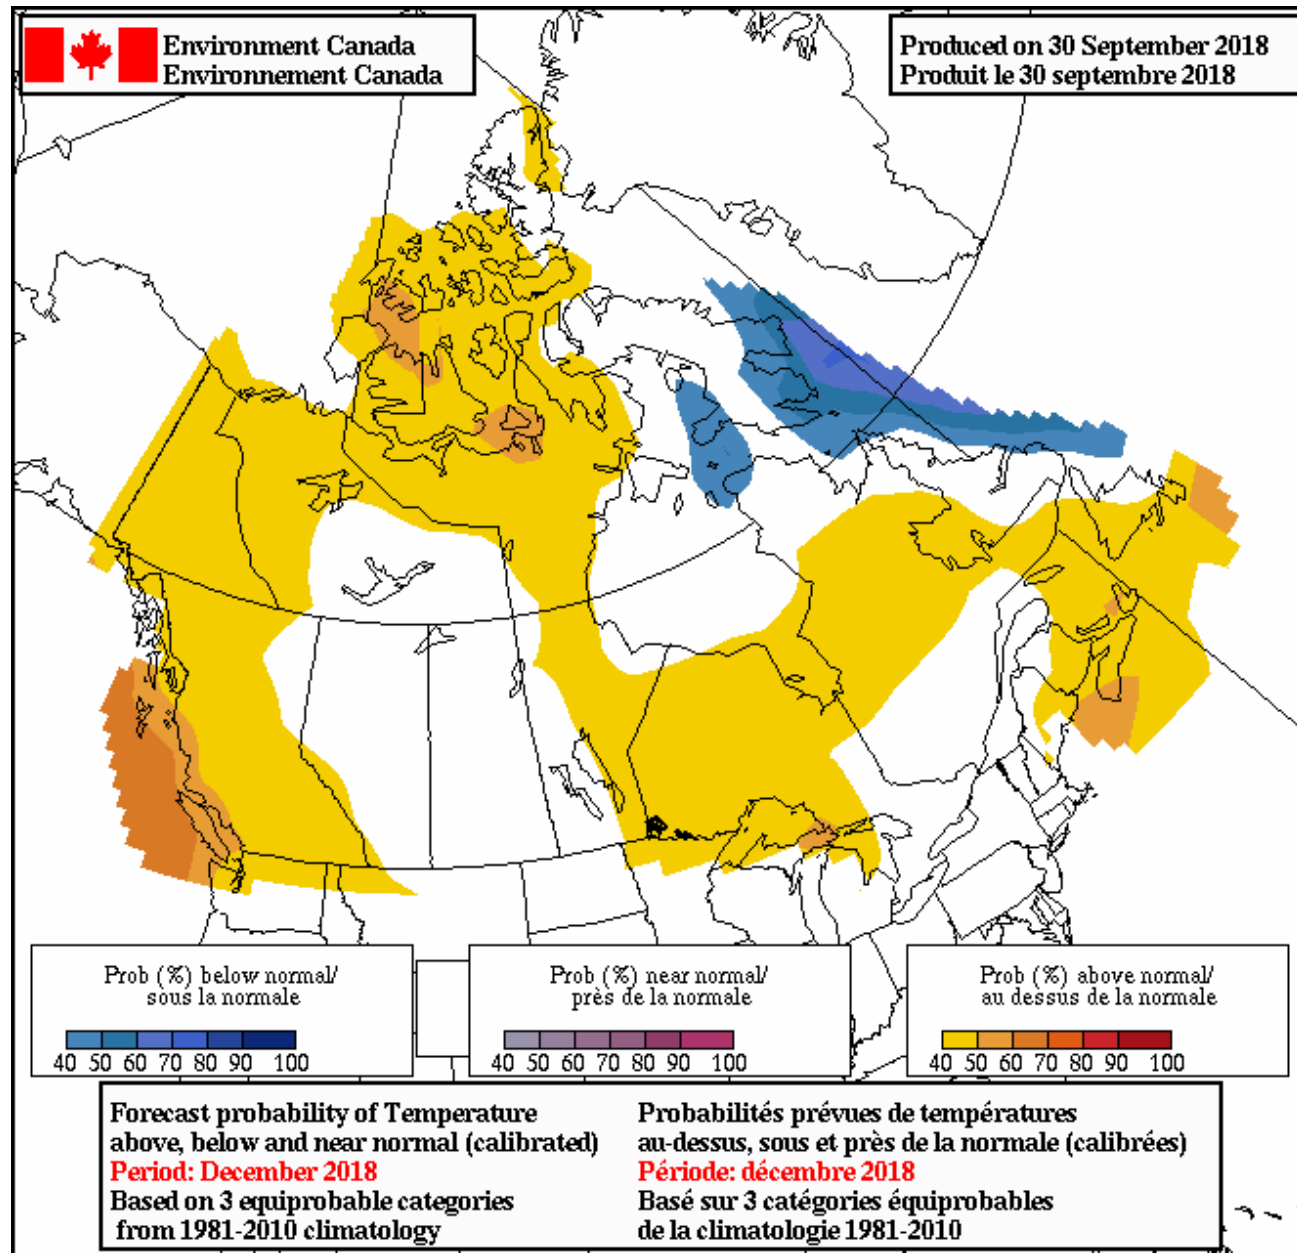 Environment Canada
Environnement Canada
Produced on 30 September 2018
Produit le 30 septembre 2018
Prob (%) below normal/
sous la normale
40 50 60 70 80 90 100
Prob (%) near normal/
près de la normale
40 50 60 70 80 90 100
Prob (%) above normal/
au dessus de la normale
40 50 60 70 80 90 100
Forecast probability of Temperature
above, below and near normal (calibrated)
Period: December 2018
Based on 3 equiprobable categories
from 1981-2010 climatology
Probabilités prévues de températures
au-dessus, sous et près de la normale (calibrées)
Période: décembre 2018
Basé sur 3 catégories équiprobables
de la climatologie 1981-2010